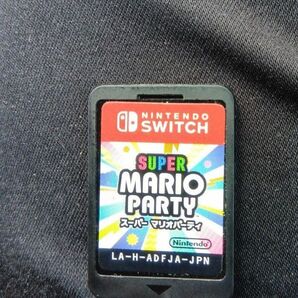 NINTENDO
SWITCH
SUPER
MARIO
PARTY
スーパー マリオパーティ
Nintendo
LA-H-ADFJA-JPN